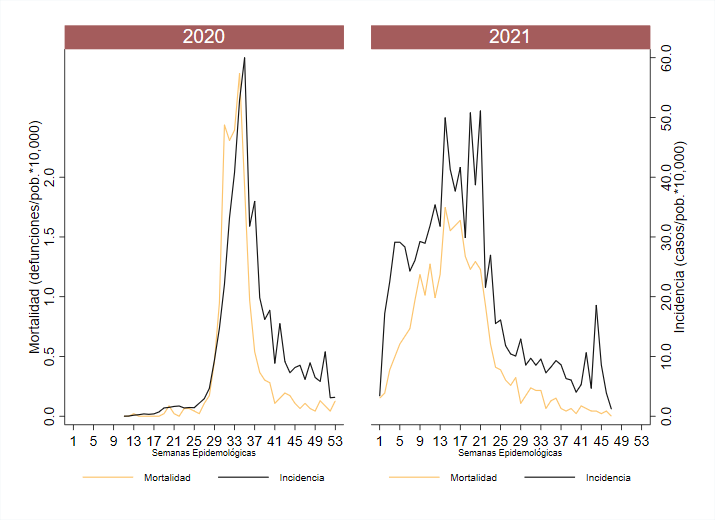 2020
2021
Mortalidad (defunciones/pob.*10,000)
0.0 0.5 1.0 1.5 2.0
Incidencia (casos/pob.*10,000)
0.0 10.0 20.0 30.0 40.0 50.0 60.0
1 5 9 13 17 21 25 29 33 37 41 45 49 53
1 5 9 13 17 21 25 29 33 37 41 45 49 53
Semanas Epidemológicas
Semanas Epidemológicas
Mortalidad Incidencia
Mortalidad Incidencia